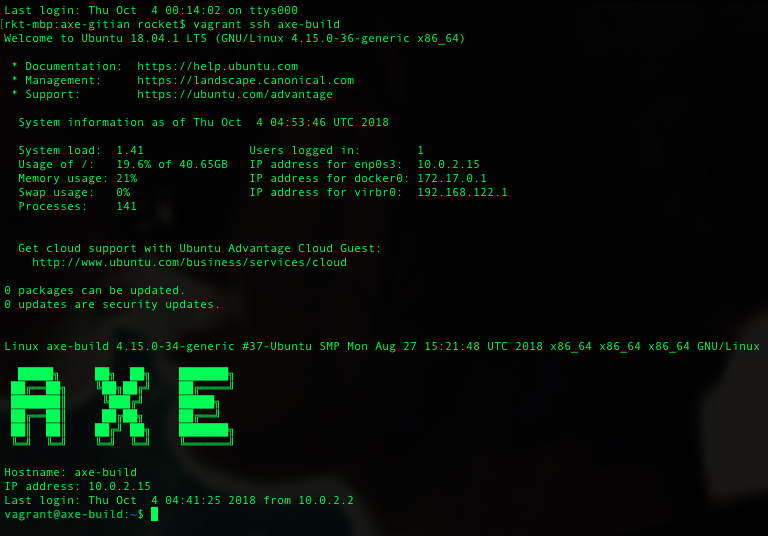 Last login: Thu Oct  4 00:14:02 on ttys000
[rkt-mbp:axe-gitian rocket$ vagrant ssh axe-build
Welcome to Ubuntu 18.04.1 LTS (GNU/Linux 4.15.0-36-generic x86_64)
 * Documentation:  https://help.ubuntu.com
 * Management:     https://landscape.canonical.com
 * Support:        https://ubuntu.com/advantage
  System information as of Thu Oct  4 04:53:46 UTC 2018
  System load:  1.41               Users logged in:        1
  Usage of /:   19.6% of 40.65GB   IP address for enp0s3:  10.0.2.15
  Memory usage: 21%                IP address for docker0: 172.17.0.1
  Swap usage:   0%                 IP address for virbr0:  192.168.122.1
  Processes:    141
  Get cloud support with Ubuntu Advantage Cloud Guest:
    http://www.ubuntu.com/business/services/cloud
0 packages can be updated.
0 updates are security updates.
Linux axe-build 4.15.0-34-generic #37-Ubuntu SMP Mon Aug 27 15:21:48 UTC 2018 x86_64 x86_64 x86_64 GNU/Linux
AXE
Hostname: axe-build
IP address: 10.0.2.15
Last login: Thu Oct  4 04:41:25 2018 from 10.0.2.2
vagrant@axe-build:~$